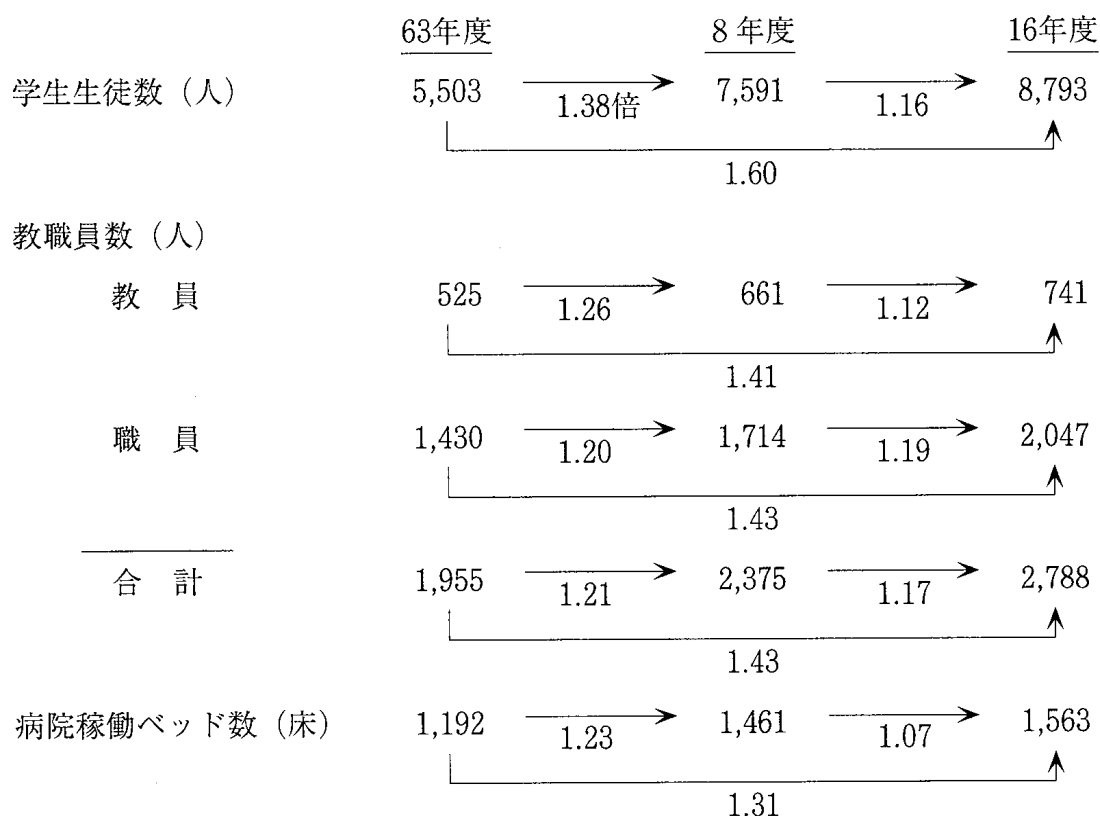 63年度 8年度 16年度
学生生徒数（人） 5,503 7,591 8,793
1.38倍 1.16
1.60
教職員数（人）
教　員 525 661 741
1.26 1.12
1.41
職　員 1,430 1,714 2,047
1.20 1.19
1.43
合　計 1,955 2,375 2,788
1.21 1.17
1.43
病院稼働ベッド数（床） 1,192 1,461 1,563
1.23 1.07
1.31